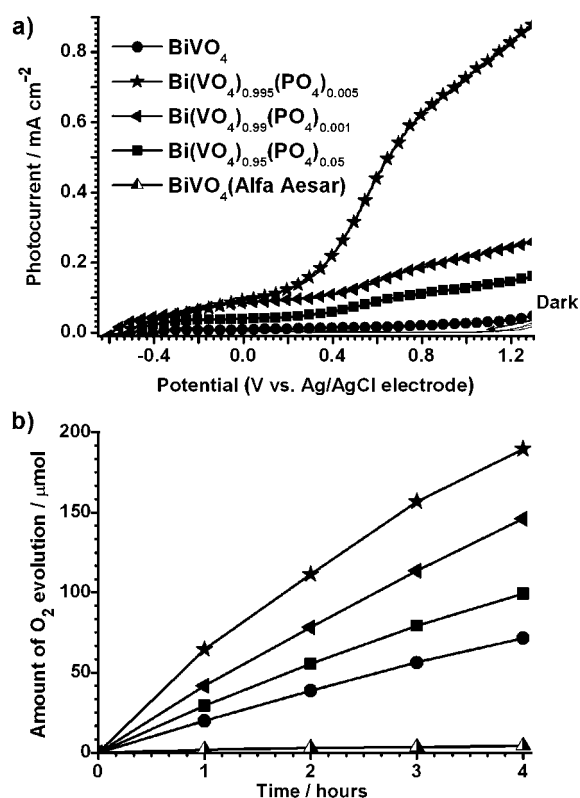 a)
0.8
0.6
0.4
0.2
0.0
Photocurrent / mA cm⁻²
BiVO₄
Bi(VO₄)₀.₉₉₅(PO₄)₀.₀₀₅
Bi(VO₄)₀.₉₉(PO₄)₀.₀₀₁
Bi(VO₄)₀.₉₅(PO₄)₀.₀₅
BiVO₄(Alfa Aesar)
Dark
-0.4 0.0 0.4 0.8 1.2
Potential (V vs. Ag/AgCl electrode)
b)
200
150
100
50
0
Amount of O₂
evolution / μmol
0 1 2 3 4
Time / hours